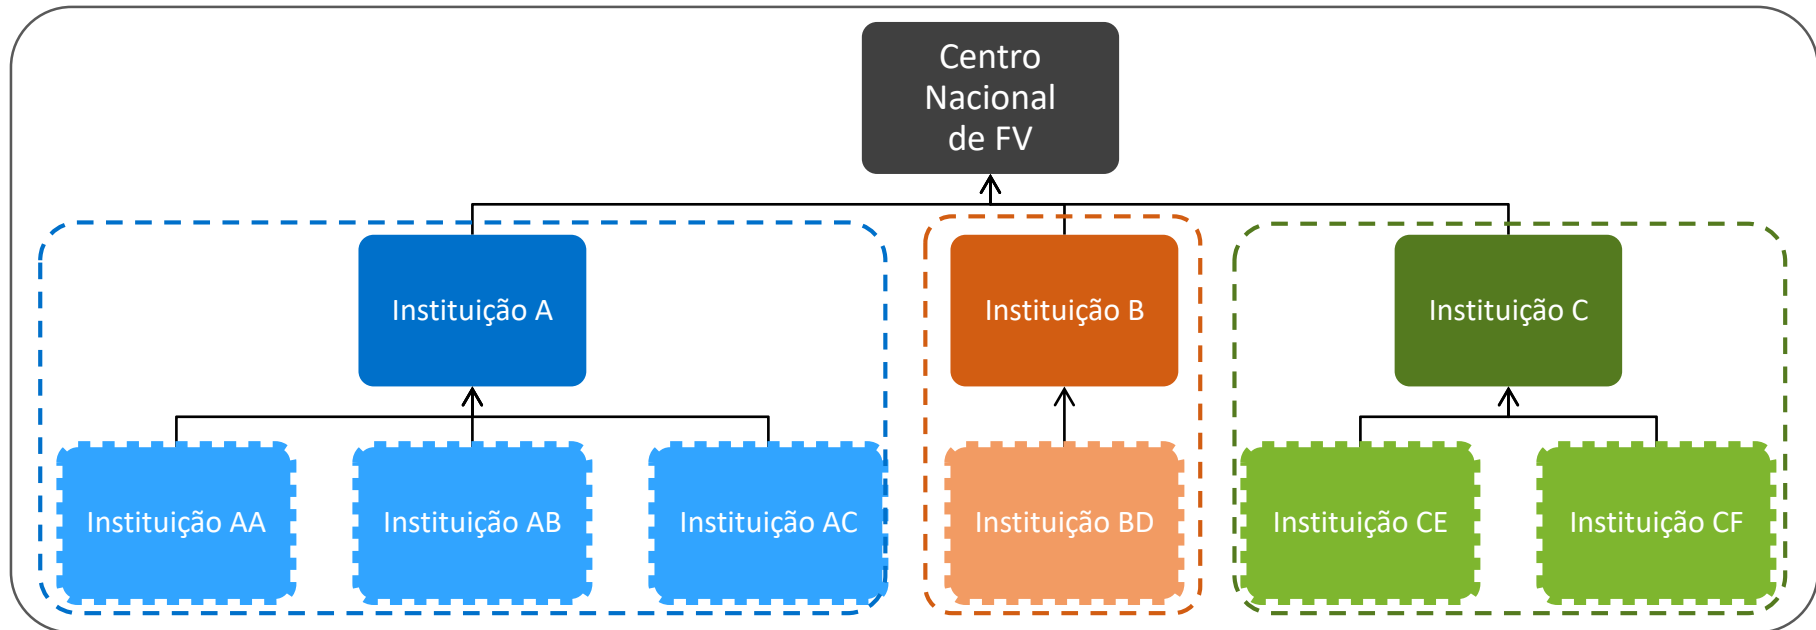 Centro
Nacional
de FV
Instituição A
Instituição B
Instituição C
Instituição AA
Instituição AB
Instituição AC
Instituição BD
Instituição CE
Instituição CF